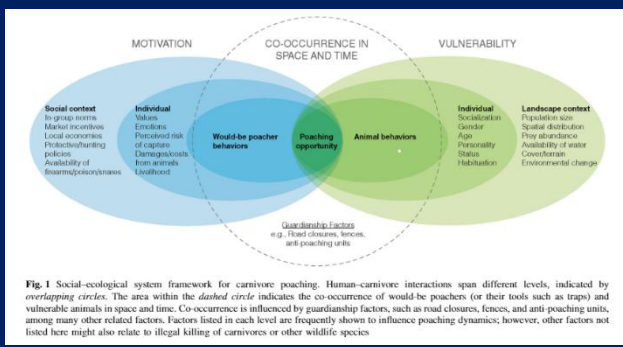 MOTIVATION
CO-OCCURRENCE IN
SPACE AND TIME
VULNERABILITY
Social context
In-group norms
Market incentives
Local economies
Protective/hunting
policies
Availability of
firearms/poison/snares
Individual
Values
Emotions
Perceived risk
of capture
Damages/costs
from animals
Livelihood
Would-be poacher
behaviors
Poaching
opportunity
Animal behaviors
Individual
Socialization
Gender
Age
Personality
Status
Habituation
Landscape context
Population size
Spatial distribution
Prey abundance
Availability of water
Cover/terrain
Environmental change
Guardianship Factors
e.g., Road closures, fences,
anti-poaching units
Fig. 1 Social–ecological system framework for carnivore poaching. Human–carnivore interactions span different levels, indicated by
overlapping circles. The area within the dashed circle indicates the co-occurrence of would-be poachers (or their tools such as traps) and
vulnerable animals in space and time. Co-occurrence is influenced by guardianship factors, such as road closures, fences, and anti-poaching units,
among many other related factors. Factors listed in each level are frequently shown to influence poaching dynamics; however, other factors not
listed here might also relate to illegal killing of carnivores or other wildlife species